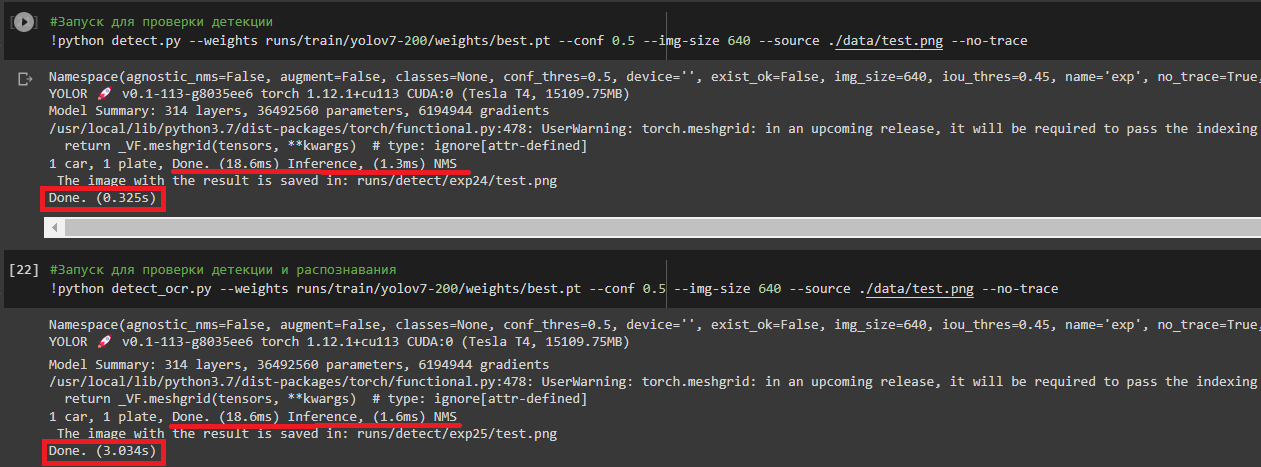 #Запуск для проверки детекции
!python detect.py --weights runs/train/yolov7-200/weights/best.pt --conf 0.5 --img-size 640 --source ./data/test.png --no-trace
Namespace(agnostic_nms=False, augment=False, classes=None, conf_thres=0.5, device='', exist_ok=False, img_size=640, iou_thres=0.45, name='exp', no_trace=True,
YOLOR 🚀 v0.1-113-g8035ee6 torch 1.12.1+cu113 CUDA:0 (Tesla T4, 15109.75MB)
Model Summary: 314 layers, 36492560 parameters, 6194944 gradients
/usr/local/lib/python3.7/dist-packages/torch/functional.py:478: UserWarning: torch.meshgrid: in an upcoming release, it will be required to pass the indexing
return _VF.meshgrid(tensors, **kwargs)  # type: ignore[attr-defined]
1 car, 1 plate, Done. (18.6ms) Inference, (1.3ms) NMS
The image with the result is saved in: runs/detect/exp24/test.png
Done. (0.325s)
[22] #Запуск для проверки детекции и распознавания
!python detect_ocr.py --weights runs/train/yolov7-200/weights/best.pt --conf 0.5 --img-size 640 --source ./data/test.png --no-trace
Namespace(agnostic_nms=False, augment=False, classes=None, conf_thres=0.5, device='', exist_ok=False, img_size=640, iou_thres=0.45, name='exp', no_trace=True,
YOLOR 🚀 v0.1-113-g8035ee6 torch 1.12.1+cu113 CUDA:0 (Tesla T4, 15109.75MB)
Model Summary: 314 layers, 36492560 parameters, 6194944 gradients
/usr/local/lib/python3.7/dist-packages/torch/functional.py:478: UserWarning: torch.meshgrid: in an upcoming release, it will be required to pass the indexing
return _VF.meshgrid(tensors, **kwargs)  # type: ignore[attr-defined]
1 car, 1 plate, Done. (18.6ms) Inference, (1.6ms) NMS
The image with the result is saved in: runs/detect/exp25/test.png
Done. (3.034s)